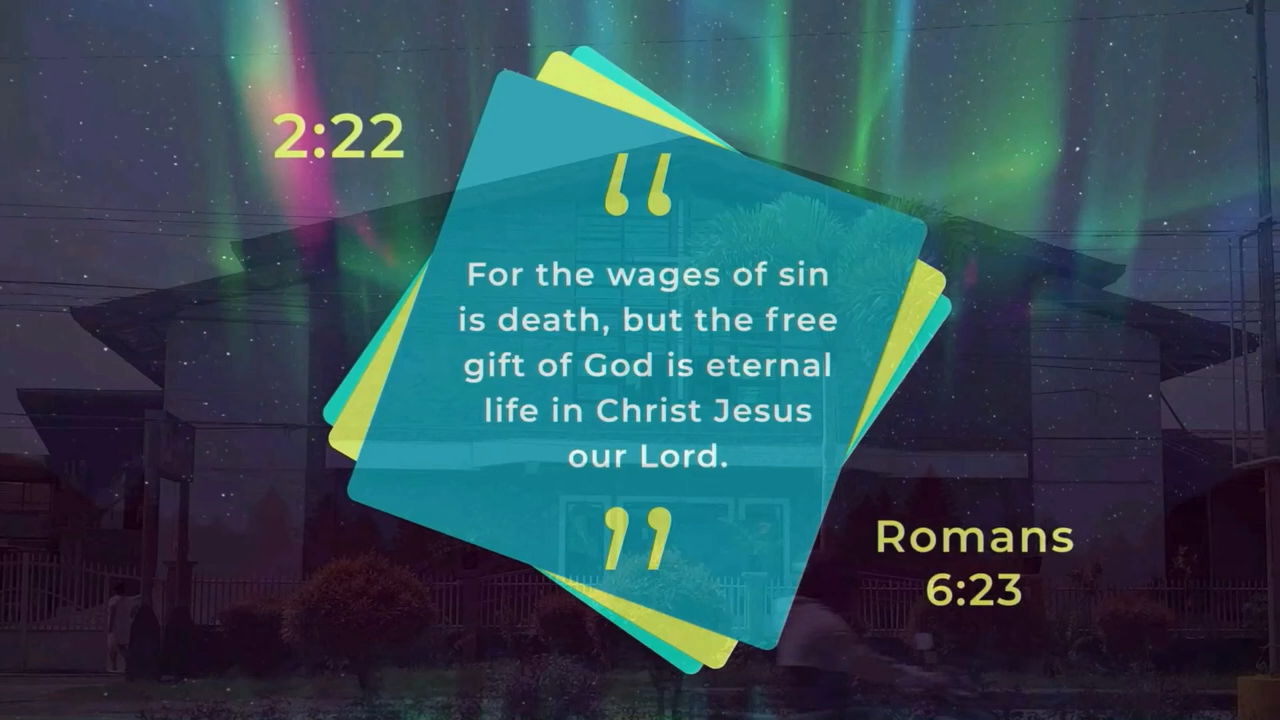 2:22
“
For the wages of sin
is death, but the free
gift of God is eternal
life in Christ Jesus
our Lord.
”
Romans
6:23